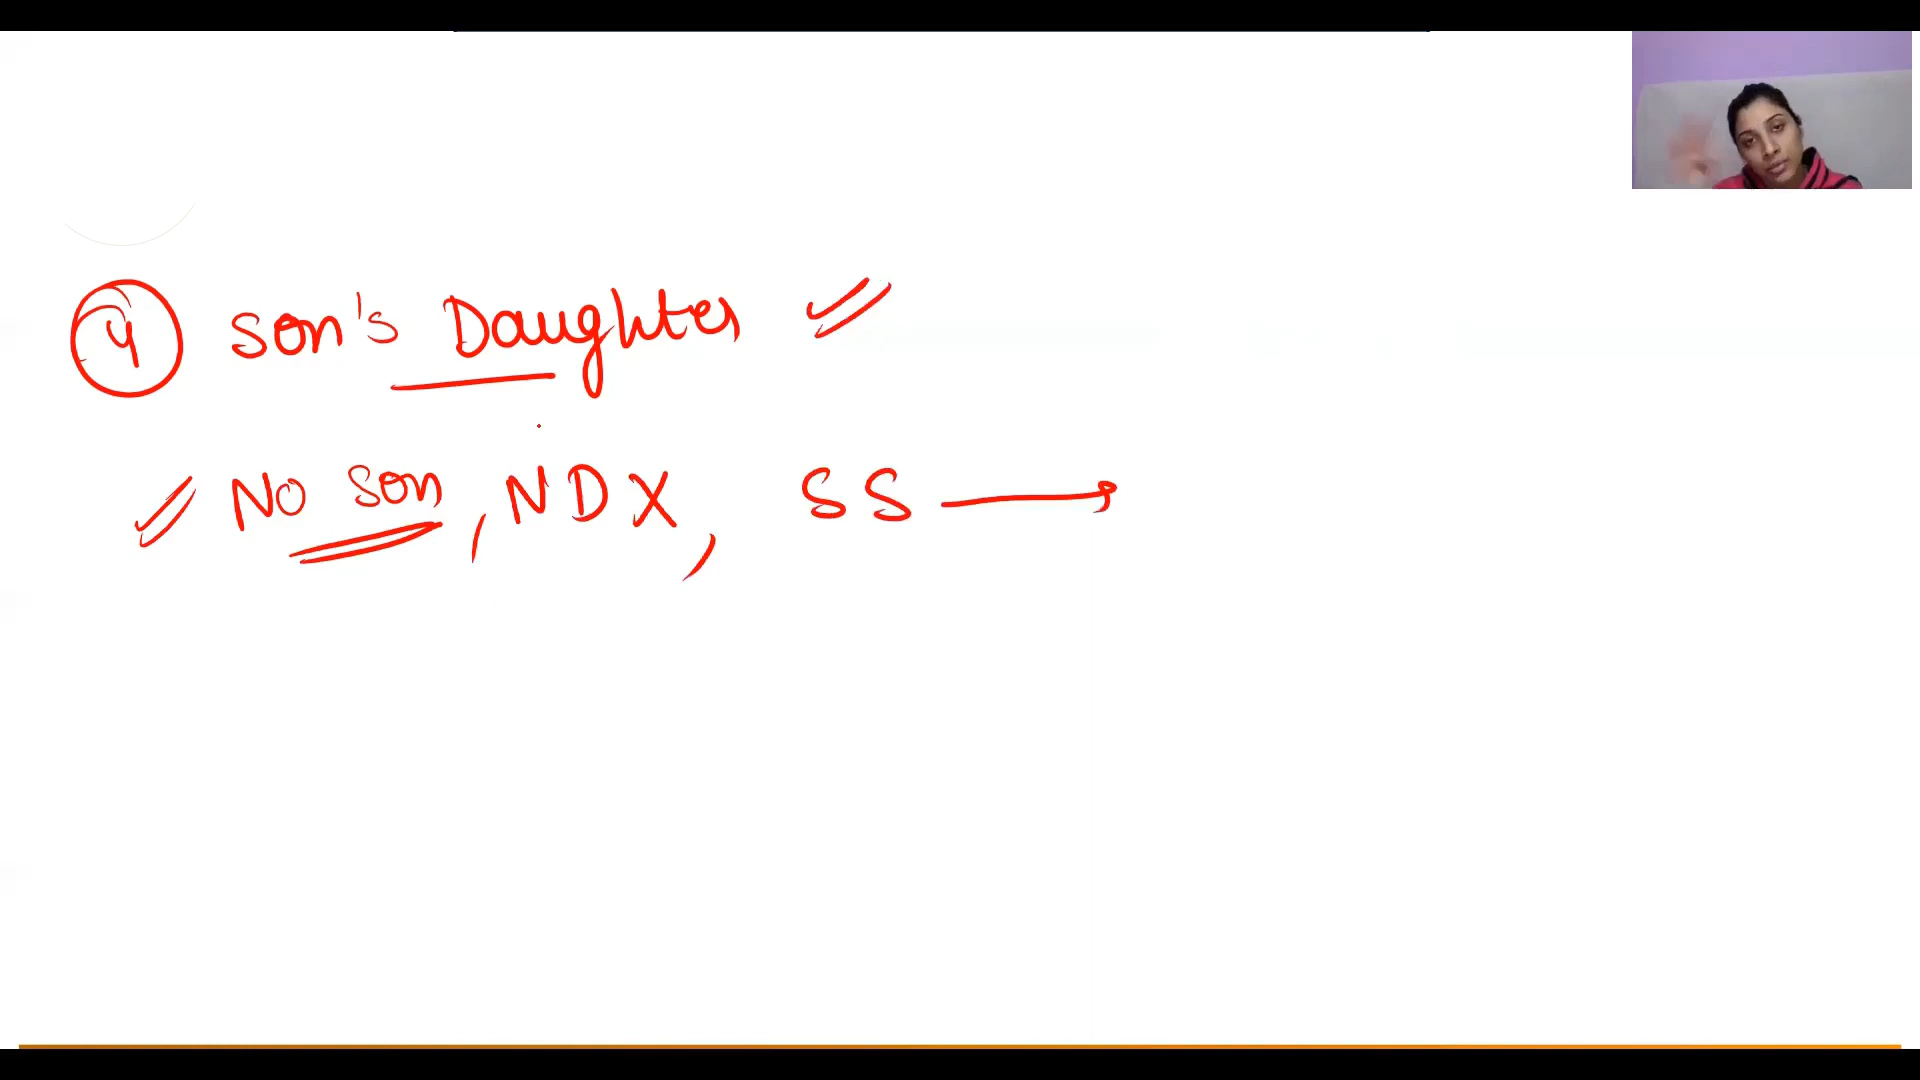 4 Son's Daughter
No son, NDX, SS →